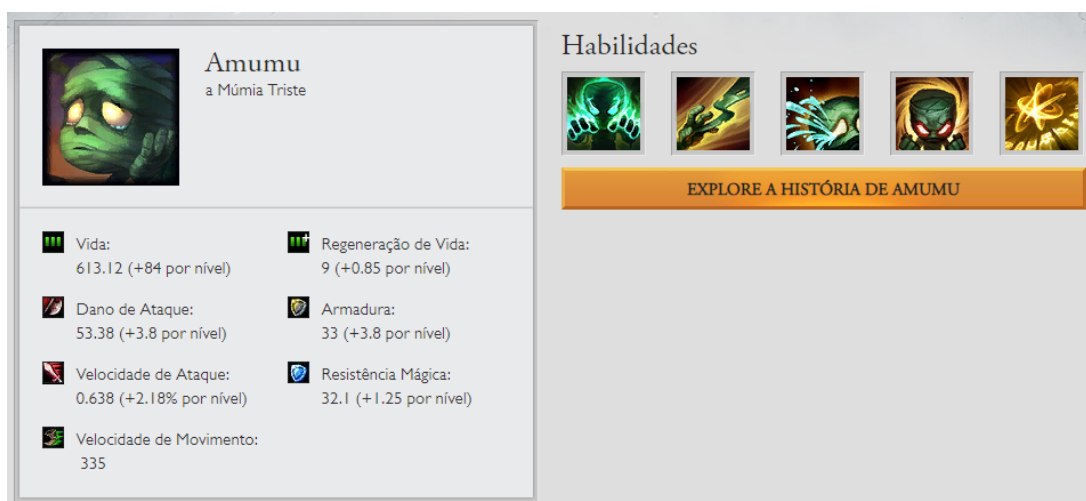 Amumu
a Múmia Triste
Vida:
613.12 (+84 por nível)
Regeneração de Vida:
9 (+0.85 por nível)
Dano de Ataque:
53.38 (+3.8 por nível)
Armadura:
33 (+3.8 por nível)
Velocidade de Ataque:
0.638 (+2.18% por nível)
Resistência Mágica:
32.1 (+1.25 por nível)
Velocidade de Movimento:
335
Habilidades
EXPLORE A HISTÓRIA DE AMUMU